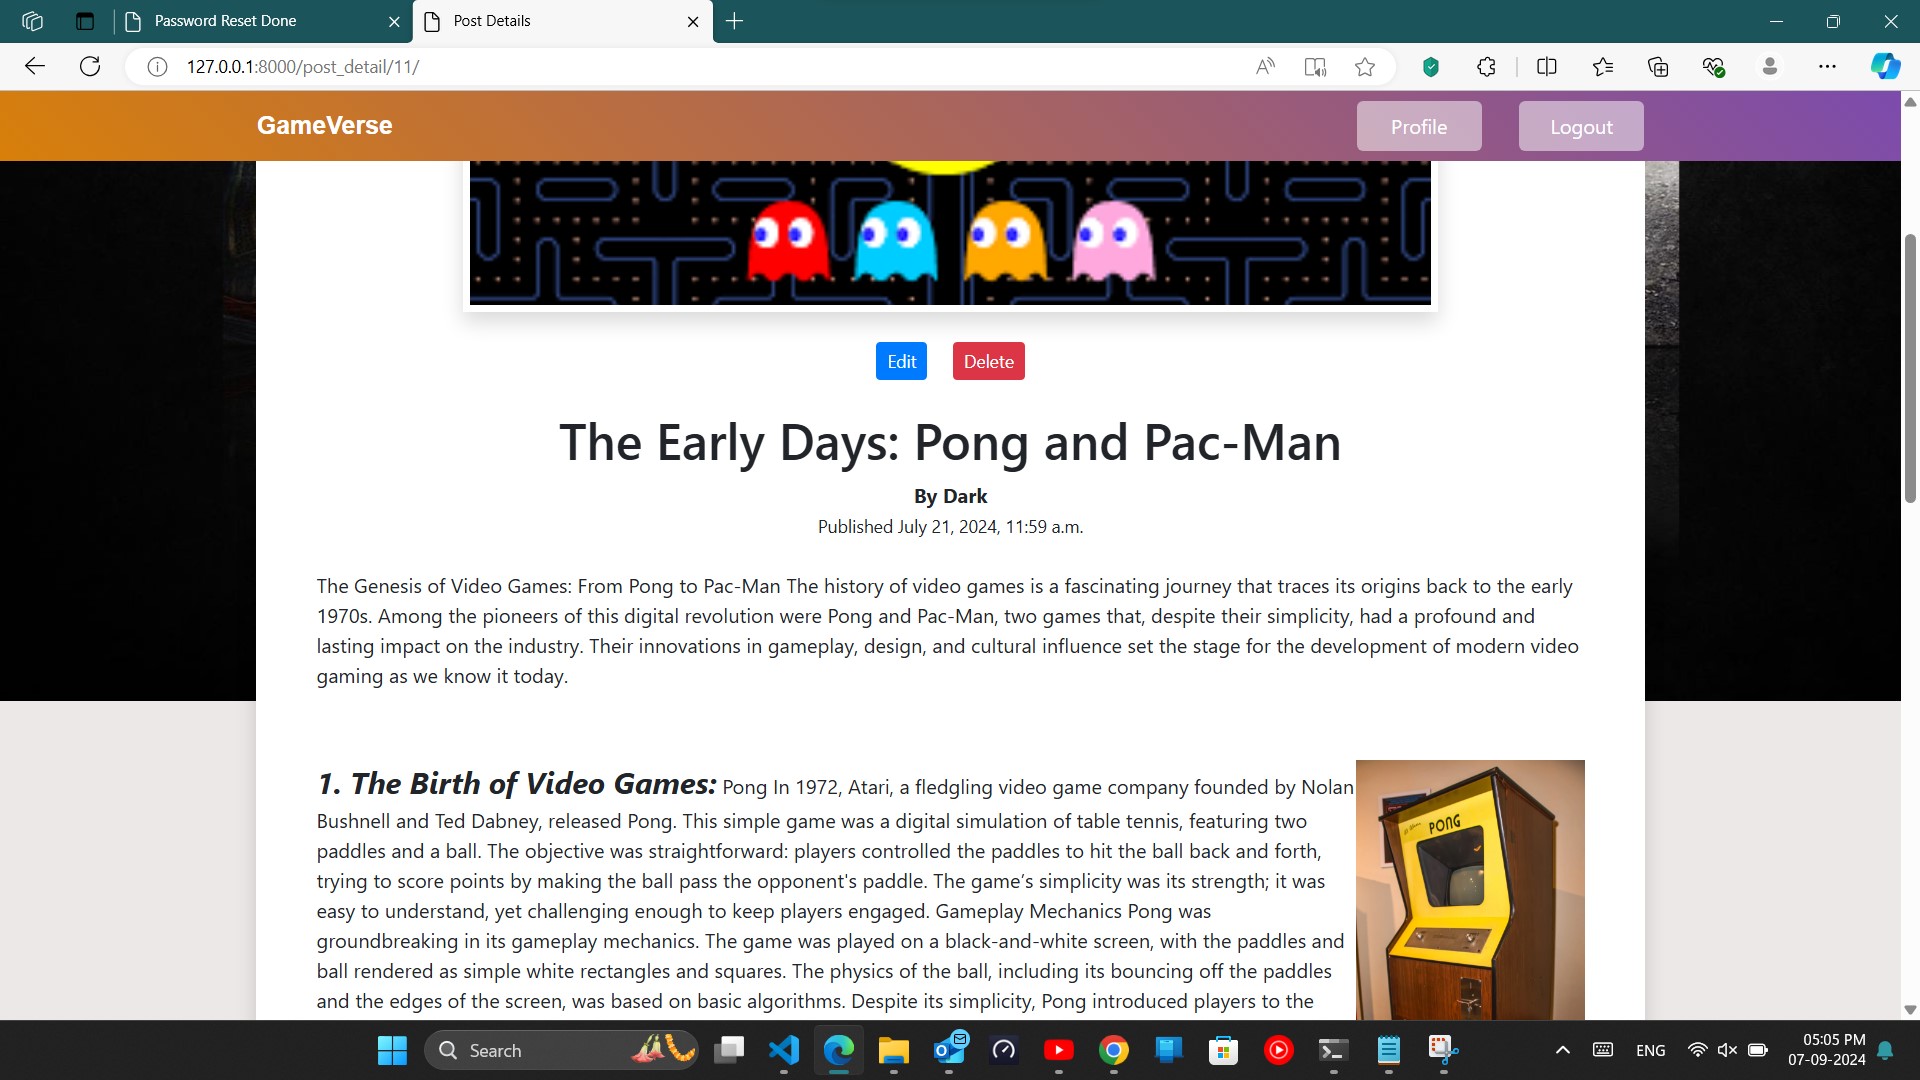 Password Reset Done
Post Details
127.0.0.1:8000/post_detail/11/
GameVerse
Profile
Logout
Edit
Delete
The Early Days: Pong and Pac-Man
By Dark
Published July 21, 2024, 11:59 a.m.
The Genesis of Video Games: From Pong to Pac-Man The history of video games is a fascinating journey that traces its origins back to the early
1970s. Among the pioneers of this digital revolution were Pong and Pac-Man, two games that, despite their simplicity, had a profound and
lasting impact on the industry. Their innovations in gameplay, design, and cultural influence set the stage for the development of modern video
gaming as we know it today.
1. The Birth of Video Games: Pong In 1972, Atari, a fledgling video game company founded by Nolan
Bushnell and Ted Dabney, released Pong. This simple game was a digital simulation of table tennis, featuring two
paddles and a ball. The objective was straightforward: players controlled the paddles to hit the ball back and forth,
trying to score points by making the ball pass the opponent's paddle. The game’s simplicity was its strength; it was
easy to understand, yet challenging enough to keep players engaged. Gameplay Mechanics Pong was
groundbreaking in its gameplay mechanics. The game was played on a black-and-white screen, with the paddles and
ball rendered as simple white rectangles and squares. The physics of the ball, including its bouncing off the paddles
and the edges of the screen, was based on basic algorithms. Despite its simplicity, Pong introduced players to the
PONG
Search
ENG
05:05 PM
07-09-2024